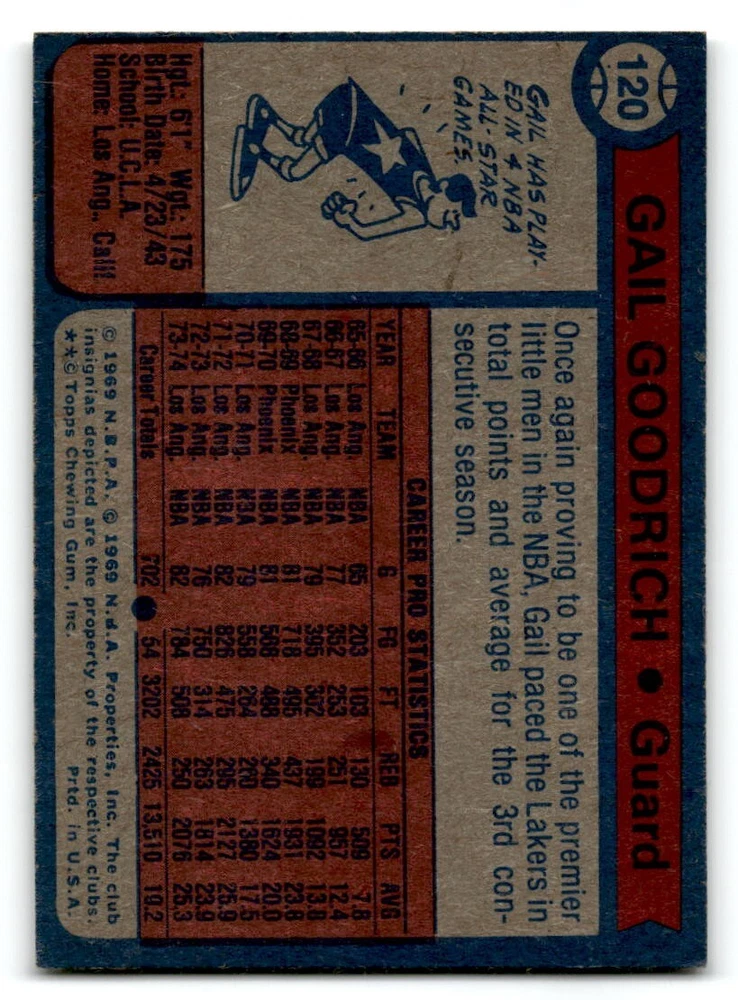 120
GAIL GOODRICH • Guard
GAIL HAS PLAY-
ED IN 4 NBA
ALL-STAR
GAMES.
Hgt.: 6'1" Wgt.: 175
Birth Date: 4/23/43
School: U.C.L.A.
Home: Los Ang., Calif
Once again proving to be one of the premier
little men in the NBA, Gail paced the Lakers in
total points and average for the 3rd con-
secutive season.
CAREER PRO STATISTICS
YEAR TEAM G FG FT REB PTS AVG
65-66 Los Ang. NBA 65 203 103 130 509 7.8
66-67 Los Ang. NBA 77 352 253 251 957 12.4
67-68 Los Ang. NBA 79 395 302 199 1092 13.8
68-69 Phoenix NBA 81 718 495 437 1931 23.8
69-70 Phoenix NBA 81 568 488 340 1624 20.0
70-71 Los Ang. NBA 79 558 264 260 1380 17.5
71-72 Los Ang. NBA 82 826 475 295 2127 25.9
72-73 Los Ang. NBA 76 750 314 263 1814 23.9
73-74 Los Ang. NBA 82 784 508 250 2076 25.3
Career Totals 702 54 3202 2425 13,510 19.2
© 1969 N.B.P.A. © 1969 N.B.A. Properties, Inc. The club
insignias depicted are the property of the respective clubs.
**© Topps Chewing Gum, Inc. Prtd. in U.S.A.